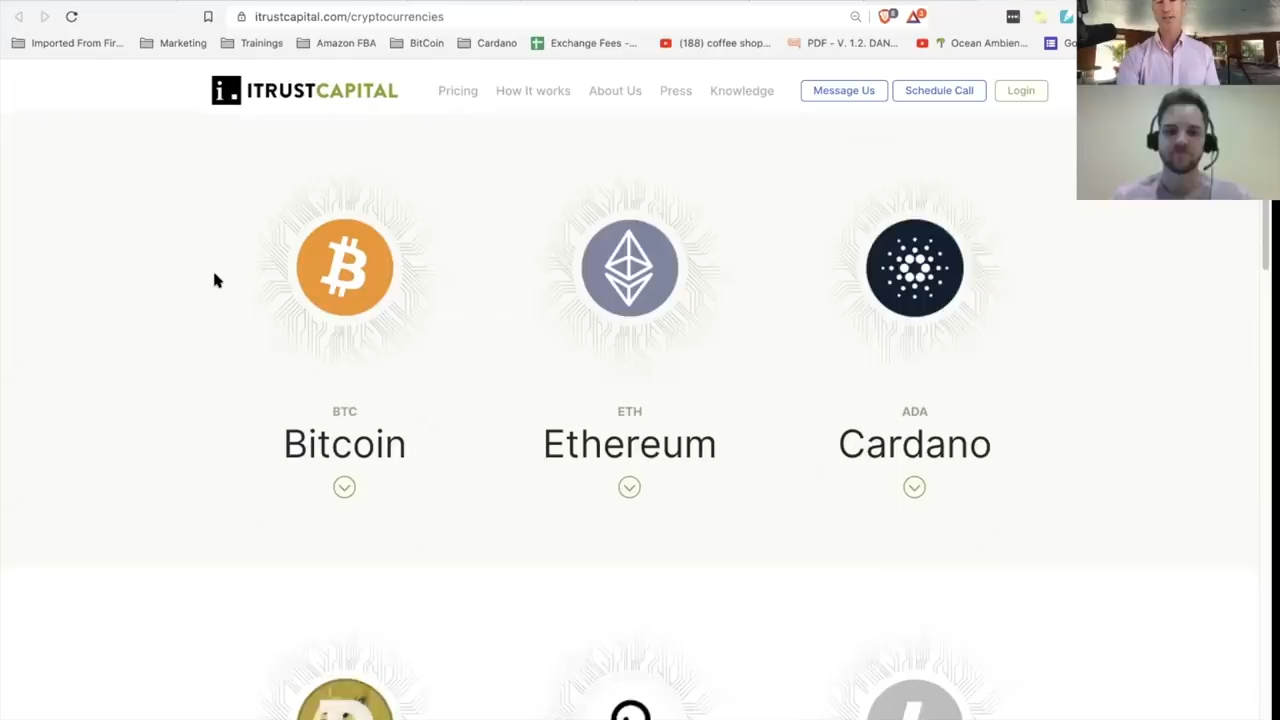 itrustcapital.com/cryptocurrencies
Imported From Fir... Marketing Trainings Amazon FBA BitCoin Cardano Exchange Fees -... (188) coffee shop... PDF - V. 1.2. DAN... Ocean Ambien... Go
i. ITRUSTCAPITAL Pricing How It works About Us Press Knowledge Message Us Schedule Call Login
BTC ETH ADA
Bitcoin Ethereum Cardano